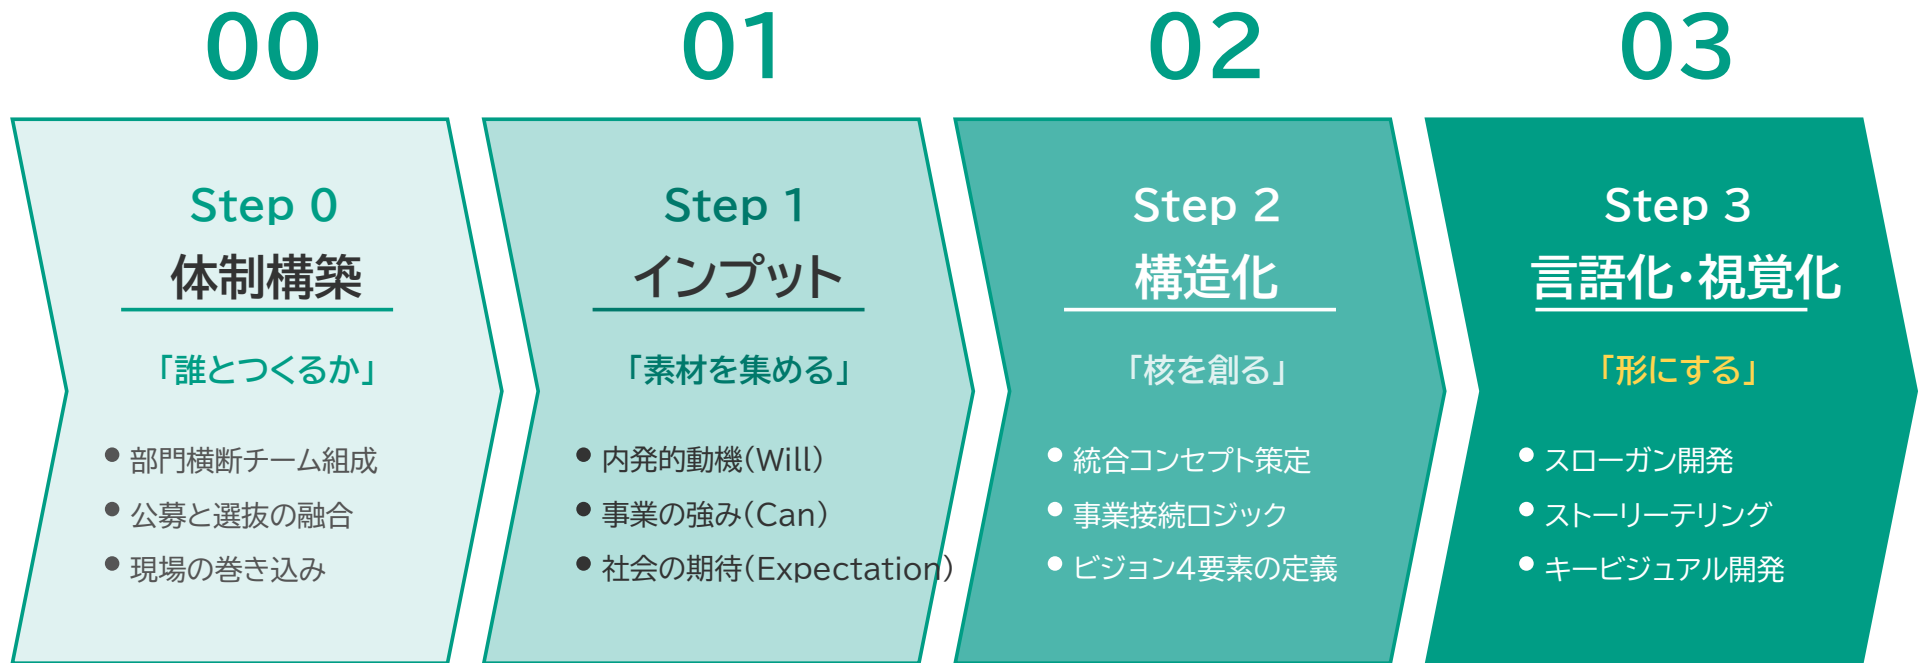 00
Step 0
体制構築
「誰とつくるか」
● 部門横断チーム組成
● 公募と選抜の融合
● 現場の巻き込み
01
Step 1
インプット
「素材を集める」
● 内発的動機(Will)
● 事業の強み(Can)
● 社会の期待(Expectation)
02
Step 2
構造化
「核を創る」
● 統合コンセプト策定
● 事業接続ロジック
● ビジョン4要素の定義
03
Step 3
言語化・視覚化
「形にする」
● スローガン開発
● ストーリーテリング
● キービジュアル開発